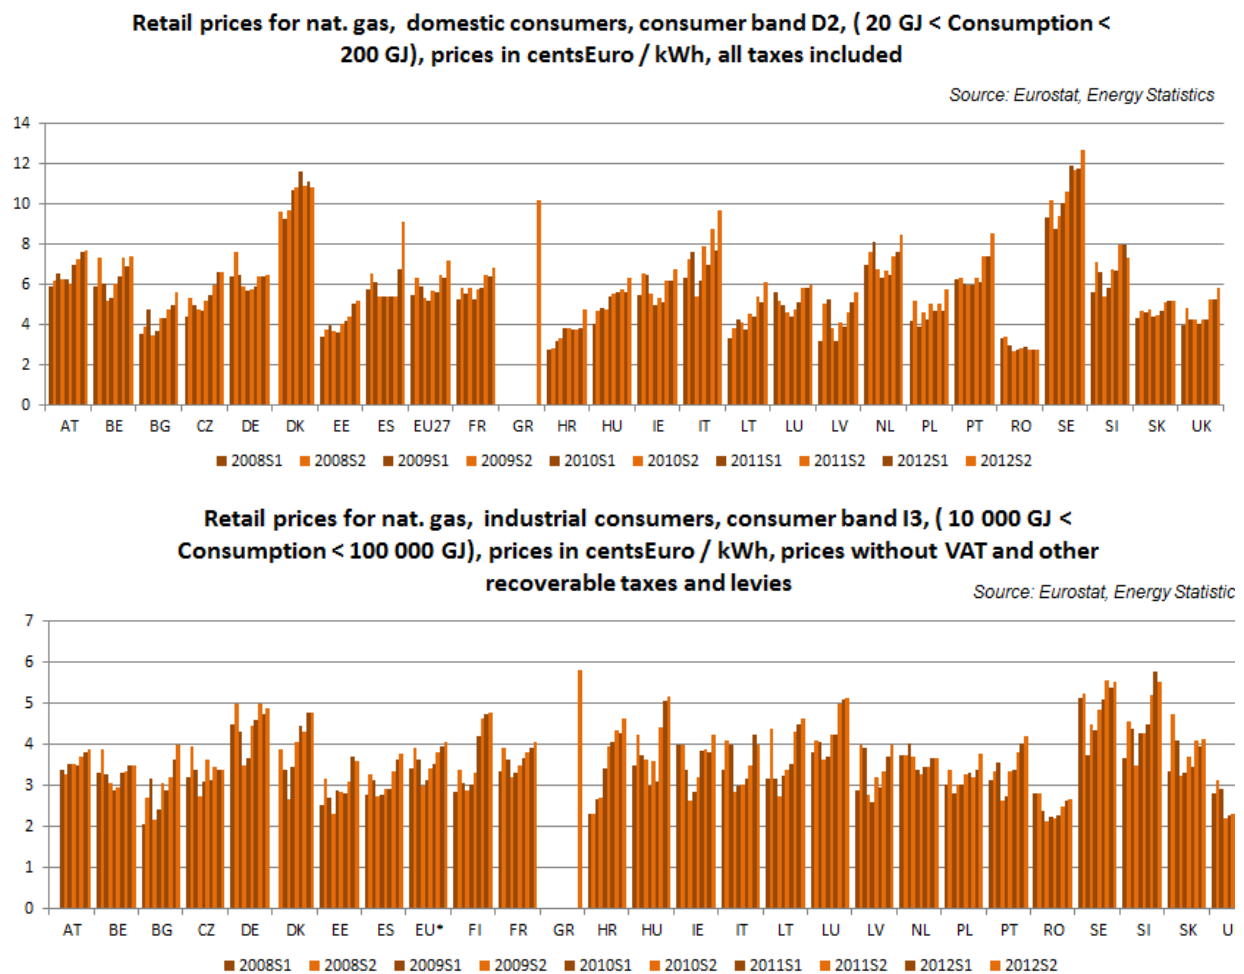 Retail prices for nat. gas, domestic consumers, consumer band D2, ( 20 GJ < Consumption <
200 GJ), prices in centsEuro / kWh, all taxes included
Source: Eurostat, Energy Statistics
14
12
10
8
6
4
2
0
AT BE BG CZ DE DK EE ES EU27 FR GR HR HU IE IT LT LU LV NL PL PT RO SE SI SK UK
2008S1 2008S2 2009S1 2009S2 2010S1 2010S2 2011S1 2011S2 2012S1 2012S2
Retail prices for nat. gas, industrial consumers, consumer band I3, ( 10 000 GJ <
Consumption < 100 000 GJ), prices in centsEuro / kWh, prices without VAT and other
recoverable taxes and levies
Source: Eurostat, Energy Statistic
7
6
5
4
3
2
1
0
AT BE BG CZ DE DK EE ES EU* FI FR GR HR HU IE IT LT LU LV NL PL PT RO SE SI SK U
2008S1 2008S2 2009S1 2009S2 2010S1 2010S2 2011S1 2011S2 2012S1 2012S2